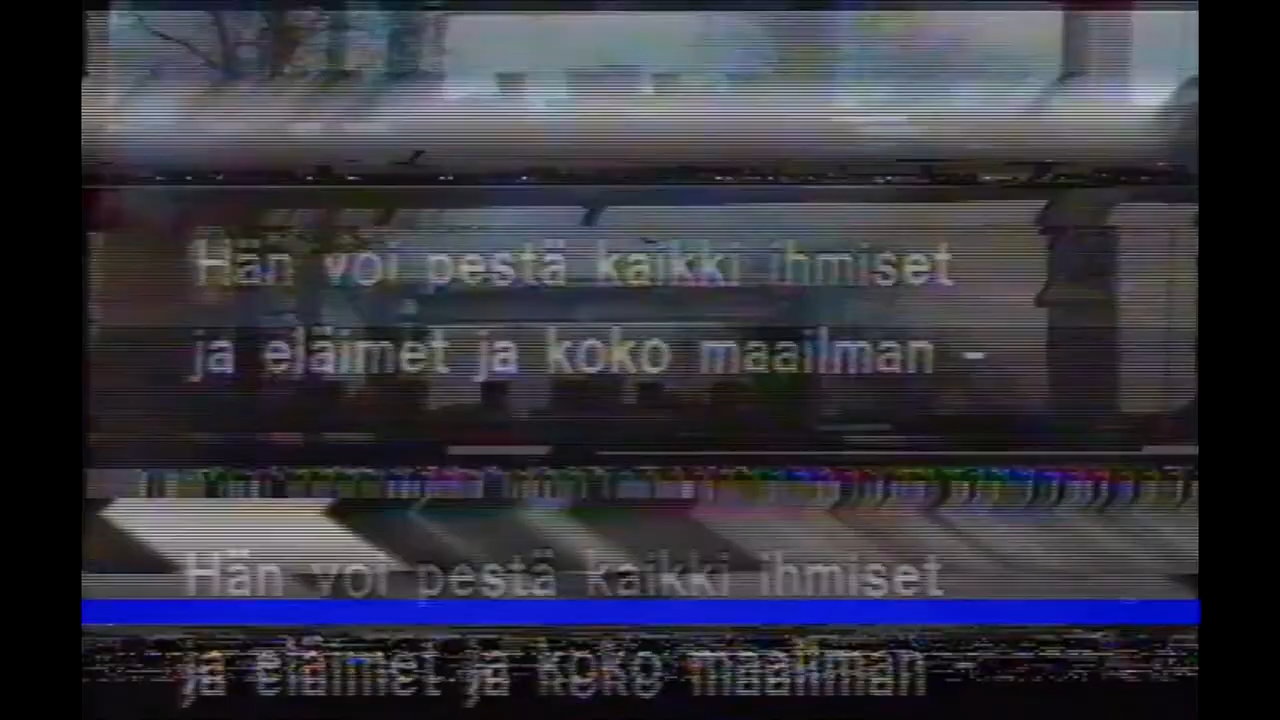 Hän voi pestä kaikki ihmiset
ja eläimet ja koko maailman -
Hän voi pestä kaikki ihmiset
ja eläimet ja koko maailman